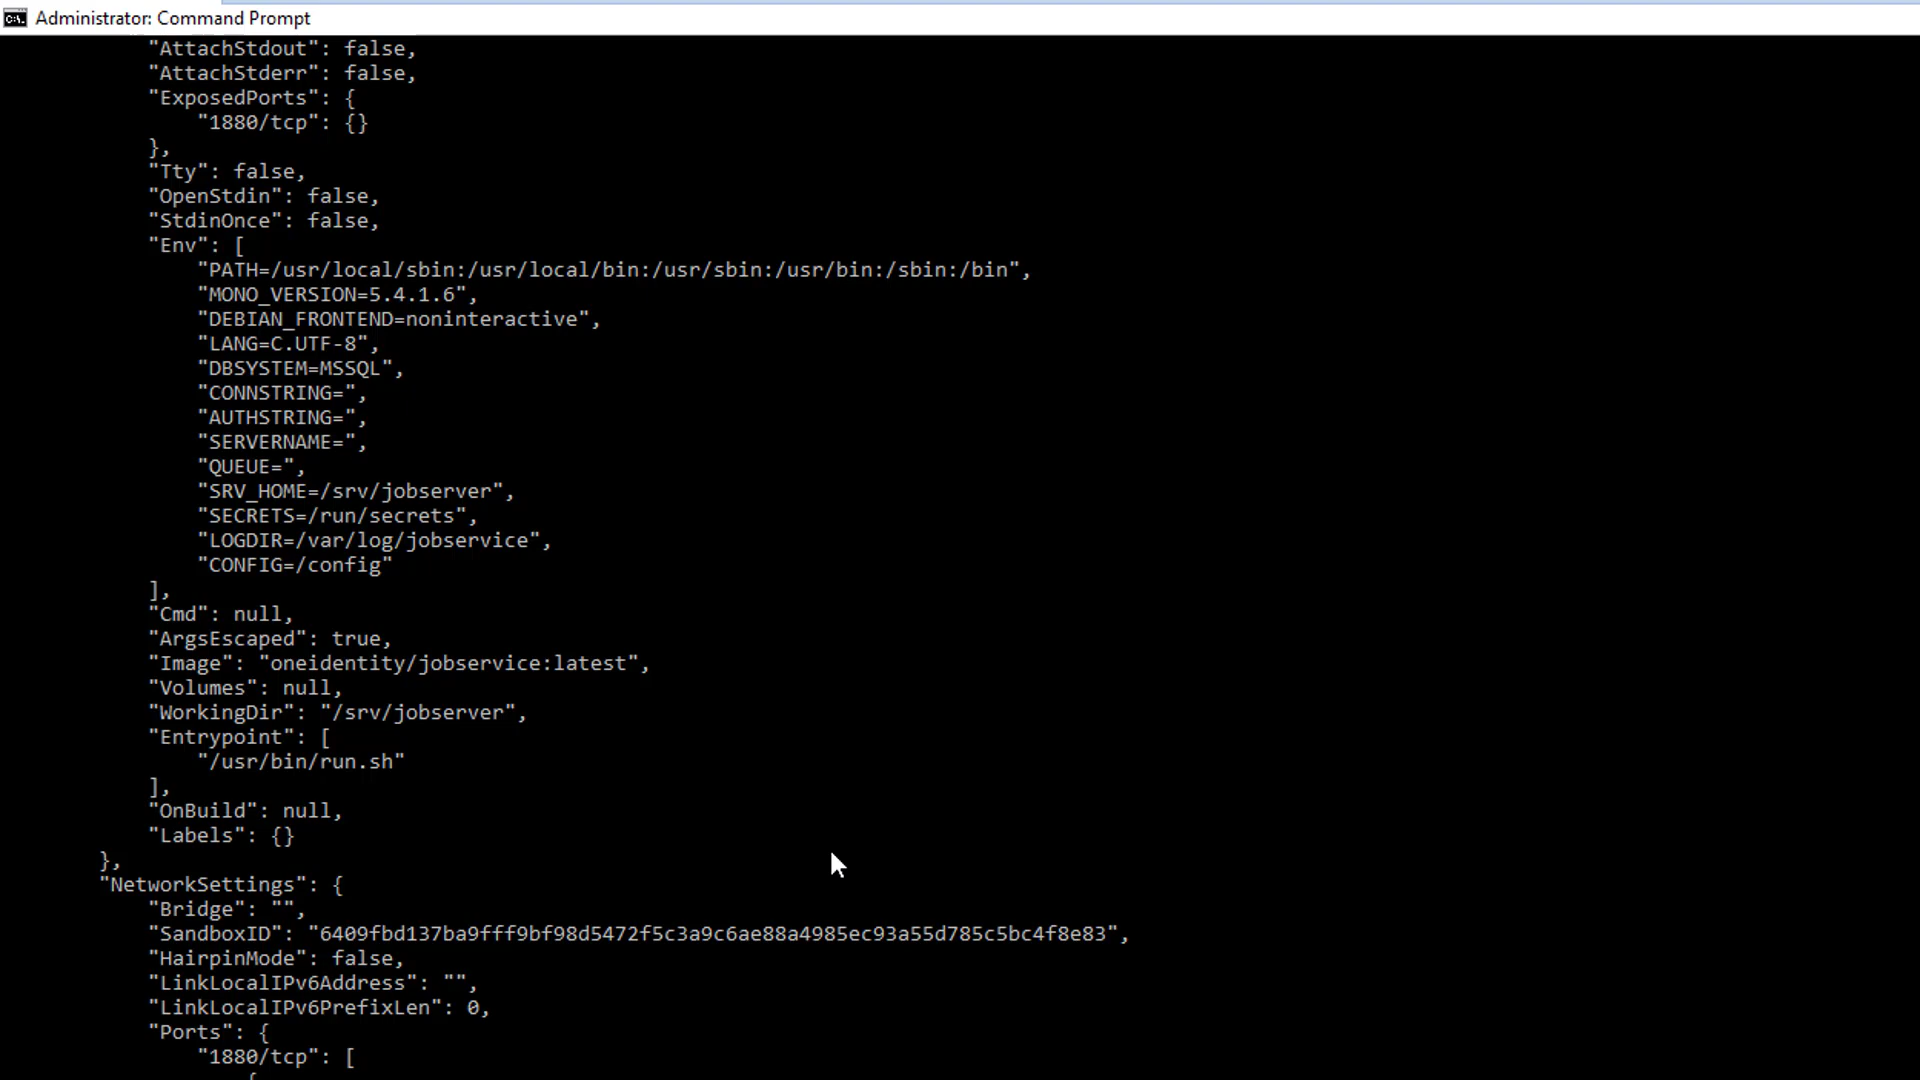 Administrator: Command Prompt
"AttachStdout": false,
"AttachStderr": false,
"ExposedPorts": {
"1880/tcp": {}
},
"Tty": false,
"OpenStdin": false,
"StdinOnce": false,
"Env": [
"PATH=/usr/local/sbin:/usr/local/bin:/usr/sbin:/usr/bin:/sbin:/bin",
"MONO_VERSION=5.4.1.6",
"DEBIAN_FRONTEND=noninteractive",
"LANG=C.UTF-8",
"DBSYSTEM=MSSQL",
"CONNSTRING=",
"AUTHSTRING=",
"SERVERNAME=",
"QUEUE=",
"SRV_HOME=/srv/jobserver",
"SECRETS=/run/secrets",
"LOGDIR=/var/log/jobservice",
"CONFIG=/config"
],
"Cmd": null,
"ArgsEscaped": true,
"Image": "oneidentity/jobservice:latest",
"Volumes": null,
"WorkingDir": "/srv/jobserver",
"Entrypoint": [
"/usr/bin/run.sh"
],
"OnBuild": null,
"Labels": {}
},
"NetworkSettings": {
"Bridge": "",
"SandboxID": "6409fbd137ba9fff9bf98d5472f5c3a9c6ae88a4985ec93a55d785c5bc4f8e83",
"HairpinMode": false,
"LinkLocalIPv6Address": "",
"LinkLocalIPv6PrefixLen": 0,
"Ports": {
"1880/tcp": [
{